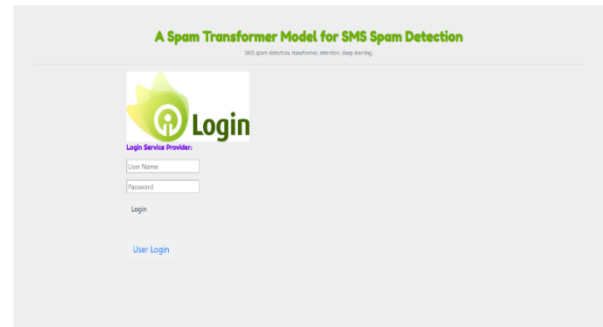 A Spam Transformer Model for SMS Spam Detection
SMS spam detection, transformer, attention, deep learning.
Login
Login Service Provider:
User Name
Password
Login
User Login